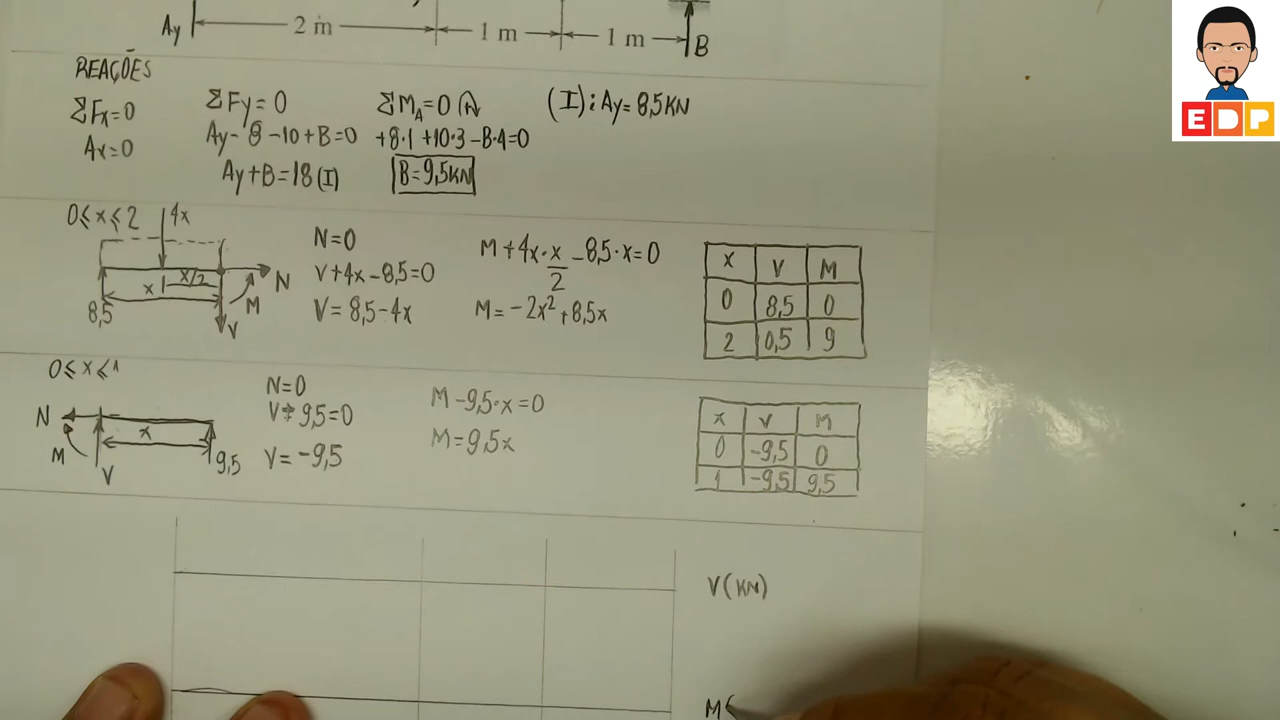 Ay 2 m 1 m 1 m B
REAÇÕES
ΣFx=0
Ax=0
ΣFy=0
Ay-8-10+B=0
Ay+B=18(I)
ΣM_A=0
+8·1+10·3-B·4=0
B=9,5KN
(I): Ay=8,5KN
0≤x≤2
4x
x/2
x
8,5
N
M
V
N=0
V+4x-8,5=0
V=8,5-4x
M+4x·x/2-8,5·x=0
M=-2x²+8,5x
x V M
0 8,5 0
2 0,5 9
0≤x≤1
N
M
V
x
9,5
N=0
V+9,5=0
V=-9,5
M-9,5·x=0
M=9,5x
x V M
0 -9,5 0
1 -9,5 9,5
V(KN)
M(
EDP